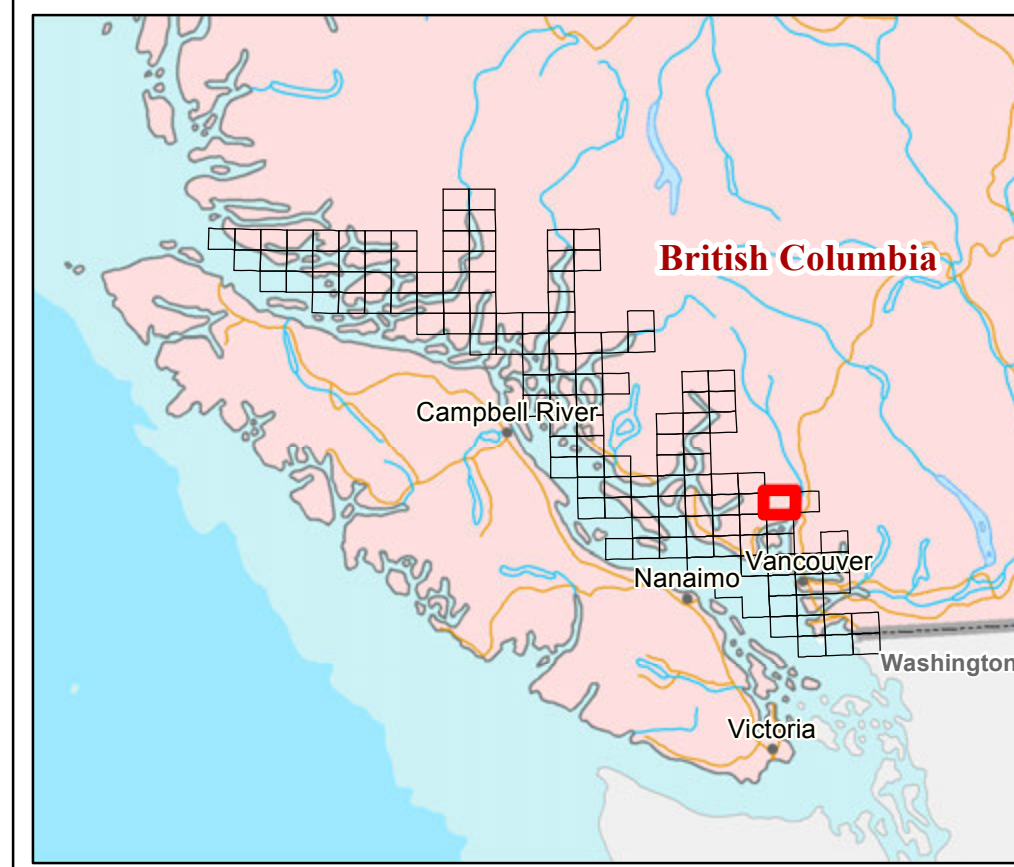 British Columbia
Campbell River
Vancouver
Nanaimo
Washington
Victoria